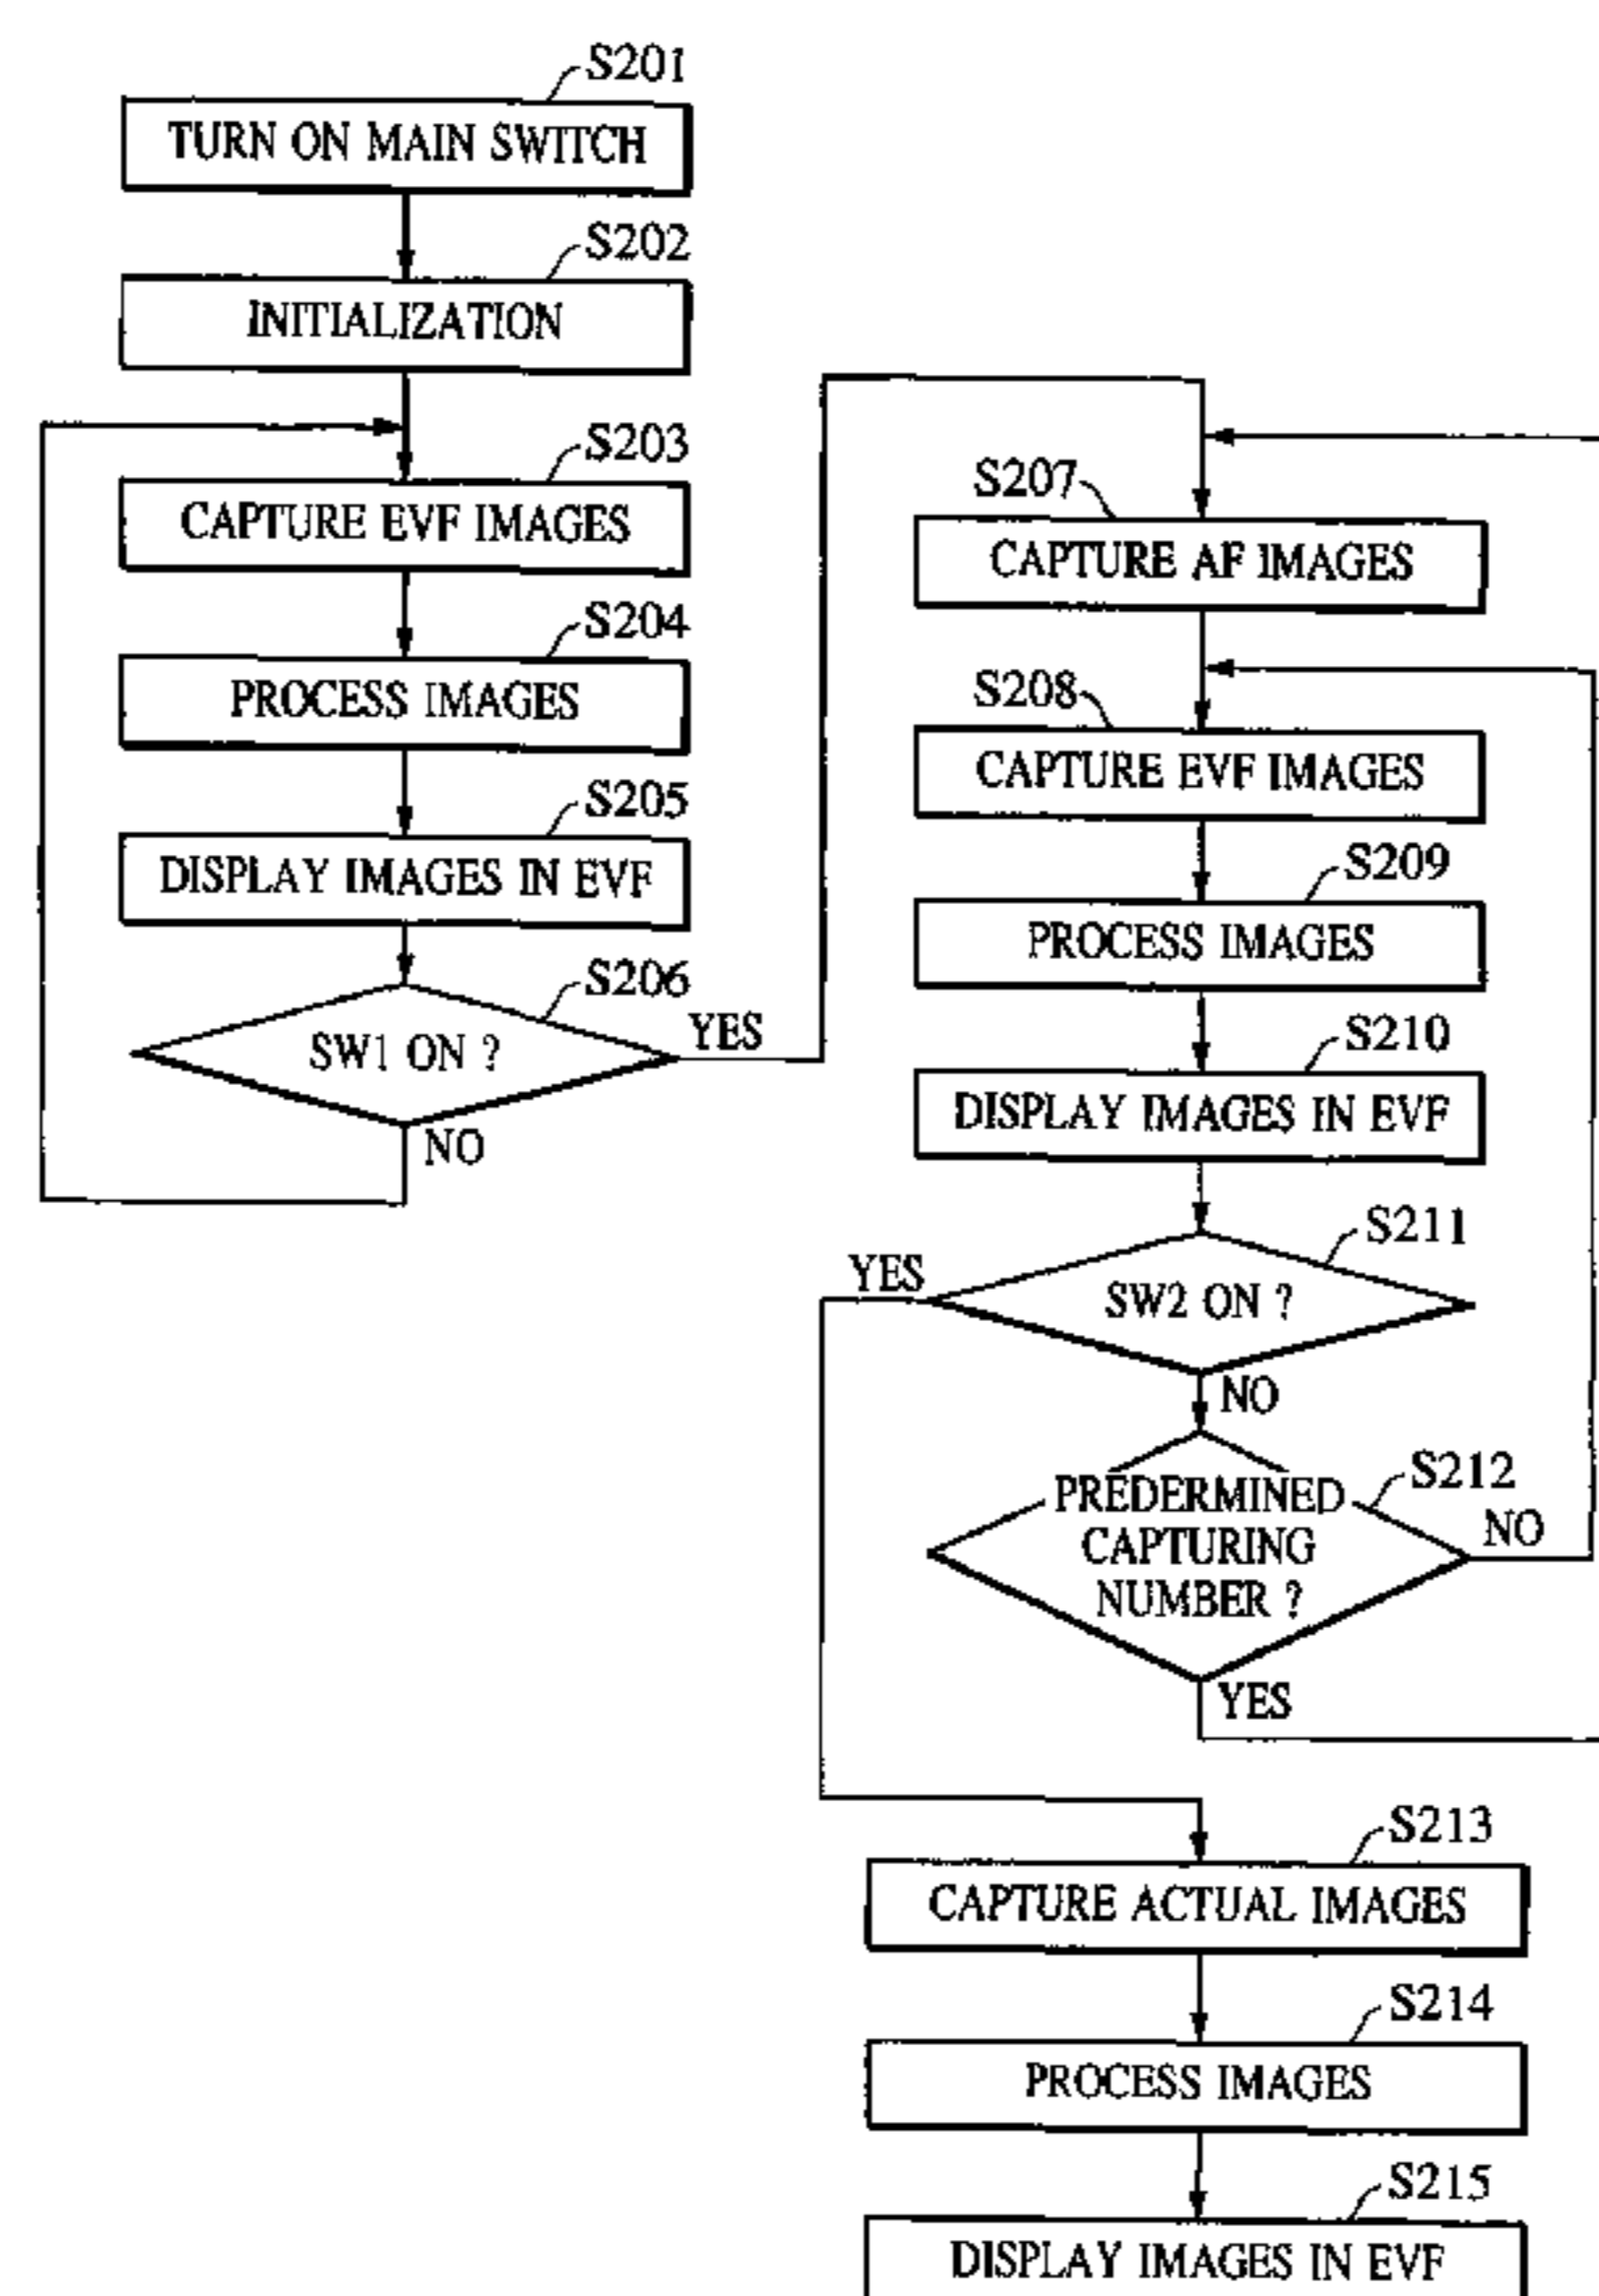 S201
TURN ON MAIN SWITCH
S202
INITIALIZATION
S203
CAPTURE EVF IMAGES
S204
PROCESS IMAGES
S205
DISPLAY IMAGES IN EVF
S206
SW1 ON ?
YES
NO
S207
CAPTURE AF IMAGES
S208
CAPTURE EVF IMAGES
S209
PROCESS IMAGES
S210
DISPLAY IMAGES IN EVF
S211
SW2 ON ?
YES
NO
S212
PREDERMINED
CAPTURING
NUMBER ?
NO
YES
S213
CAPTURE ACTUAL IMAGES
S214
PROCESS IMAGES
S215
DISPLAY IMAGES IN EVF